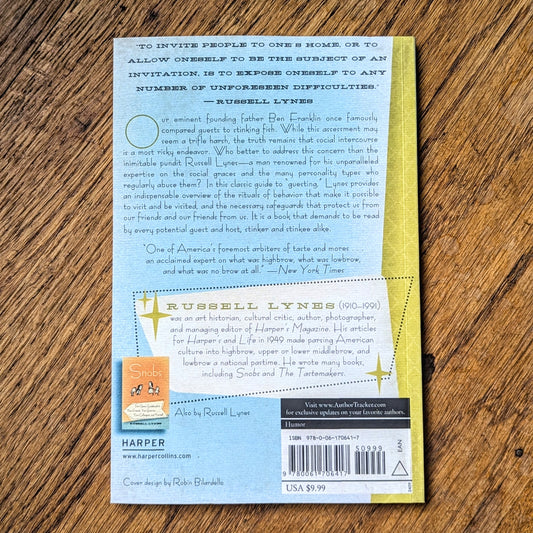 "TO INVITE PEOPLE TO ONE'S HOME, OR TO
ALLOW ONESELF TO BE THE SUBJECT OF AN
INVITATION, IS TO EXPOSE ONESELF TO ANY
NUMBER OF UNFORESEEN DIFFICULTIES."
—RUSSELL LYNES
Our eminent founding father Ben Franklin once famously
compared guests to stinking fish. While this assessment may
seem a trifle harsh, the truth remains that social intercourse
is a most risky endeavor. Who better to address this concern than the
inimitable pundit Russell Lynes—a man renowned for his unparalleled
expertise on the social graces and the many personality types who
regularly abuse them? In this classic guide to "guesting," Lynes provides
an indispensable overview of the rituals of behavior that make it possible
to visit and be visited, and the necessary safeguards that protect us from
our friends and our friends from us. It is a book that demands to be read
by every potential guest and host, stinker and stinkee alike.
"One of America's foremost arbiters of taste and mores . . .
an acclaimed expert on what was highbrow, what was lowbrow,
and what was no brow at all." —New York Times
RUSSELL LYNES (1910–1991)
was an art historian, cultural critic, author, photographer,
and managing editor of Harper's Magazine. His articles
for Harper's and Life in 1949 made parsing American
culture into highbrow, upper or lower middlebrow, and
lowbrow a national pastime. He wrote many books,
including Snobs and The Tastemakers.
Snobs
RUSSELL LYNES
Also by Russell Lynes
HARPER
www.harpercollins.com
Cover design by Robin Bilardello
Visit www.AuthorTracker.com
for exclusive updates on your favorite authors.
Humor
ISBN 978-0-06-170641-7
50999
EAN
9 780061 706417
USA $9.99